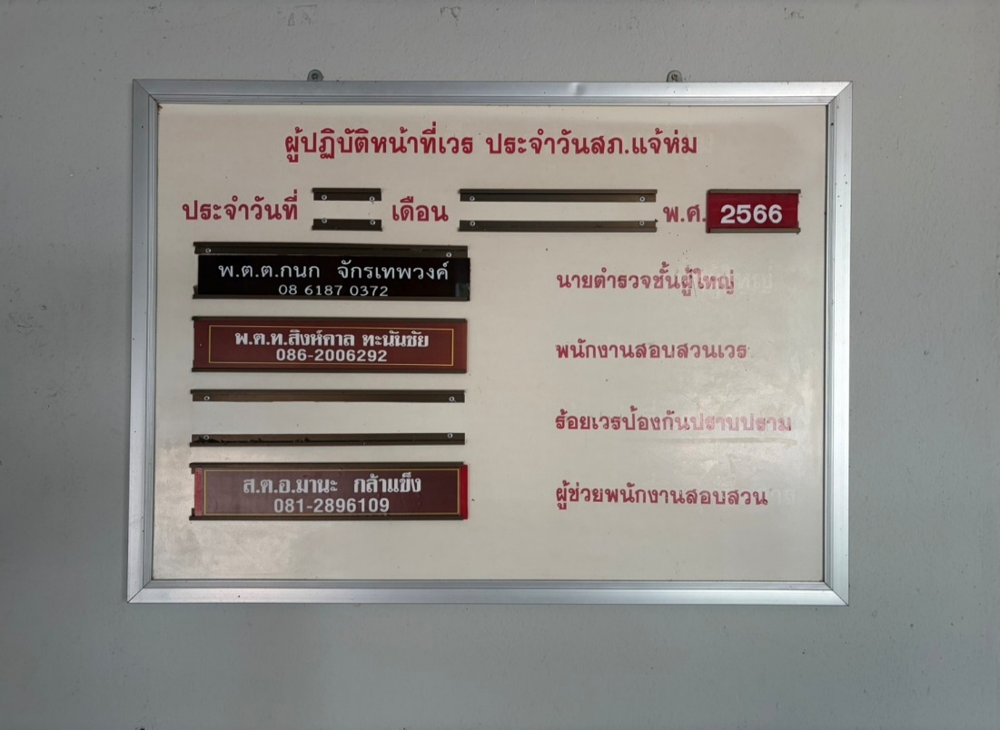 ผู้ปฏิบัติหน้าที่เวร ประจำวันสภ.แจ้ห่ม
ประจำวันที่ เดือน พ.ศ. 2566
พ.ต.ต.กนก จักรเทพวงค์
08 6187 0372
นายตำรวจชั้นผู้ใหญ่
พ.ต.ท.สิงห์คาล ทะนันชัย
086-2006292
พนักงานสอบสวนเวร
ร้อยเวรป้องกันปราบปราม
ส.ต.อ.มานะ กล้าแข็ง
081-2896109
ผู้ช่วยพนักงานสอบสวน